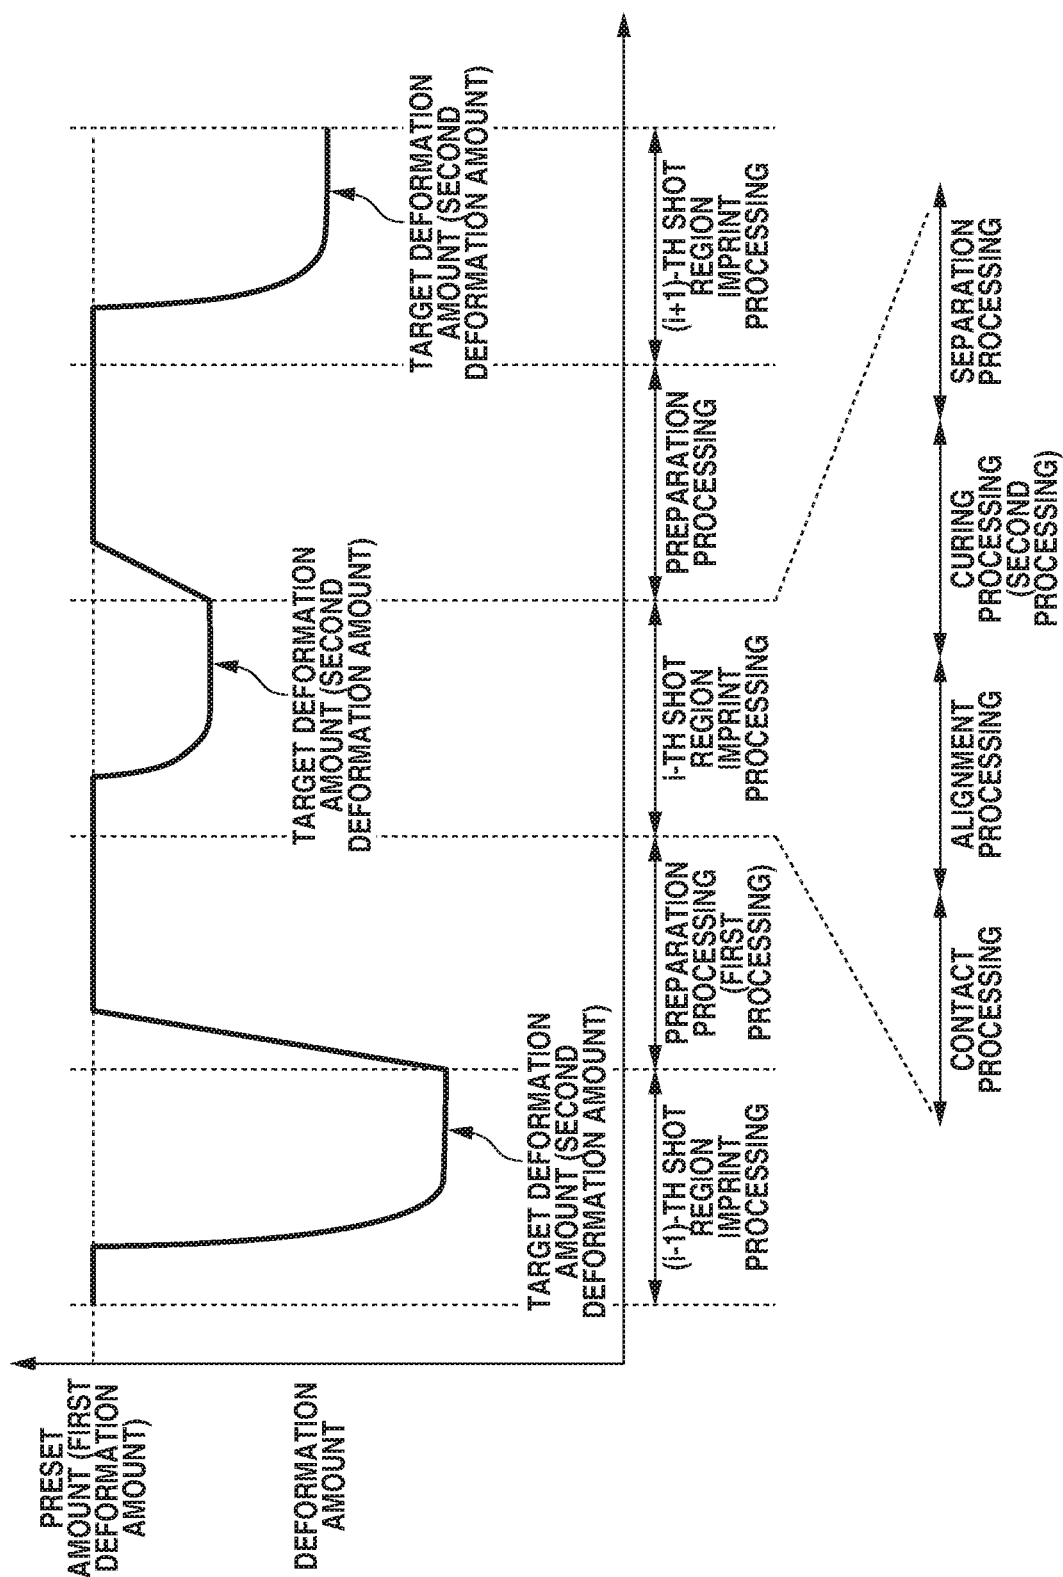 PRESET
AMOUNT (FIRST
DEFORMATION
AMOUNT)
DEFORMATION
AMOUNT
TARGET DEFORMATION
AMOUNT (SECOND
DEFORMATION AMOUNT)
TARGET DEFORMATION
AMOUNT (SECOND
DEFORMATION AMOUNT)
TARGET DEFORMATION
AMOUNT (SECOND
DEFORMATION AMOUNT)
(i-1)-TH SHOT
REGION
IMPRINT
PROCESSING
PREPARATION
PROCESSING
(FIRST
PROCESSING)
i-TH SHOT
REGION
IMPRINT
PROCESSING
PREPARATION
PROCESSING
(i+1)-TH SHOT
REGION
IMPRINT
PROCESSING
CONTACT
PROCESSING
ALIGNMENT
PROCESSING
CURING
PROCESSING
(SECOND
PROCESSING)
SEPARATION
PROCESSING